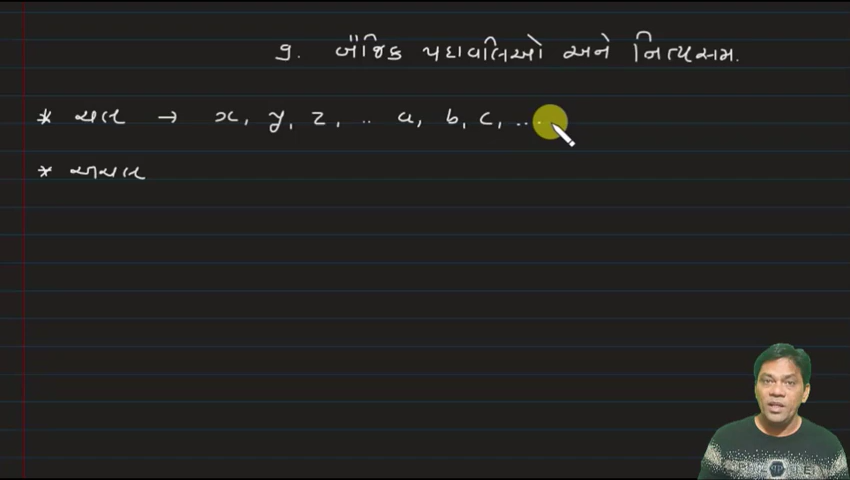 9. બૈજિક પદાવલિઓ અને નિત્યસમ.
* ચલ → x, y, z, .. a, b, c, ....
* અચલ